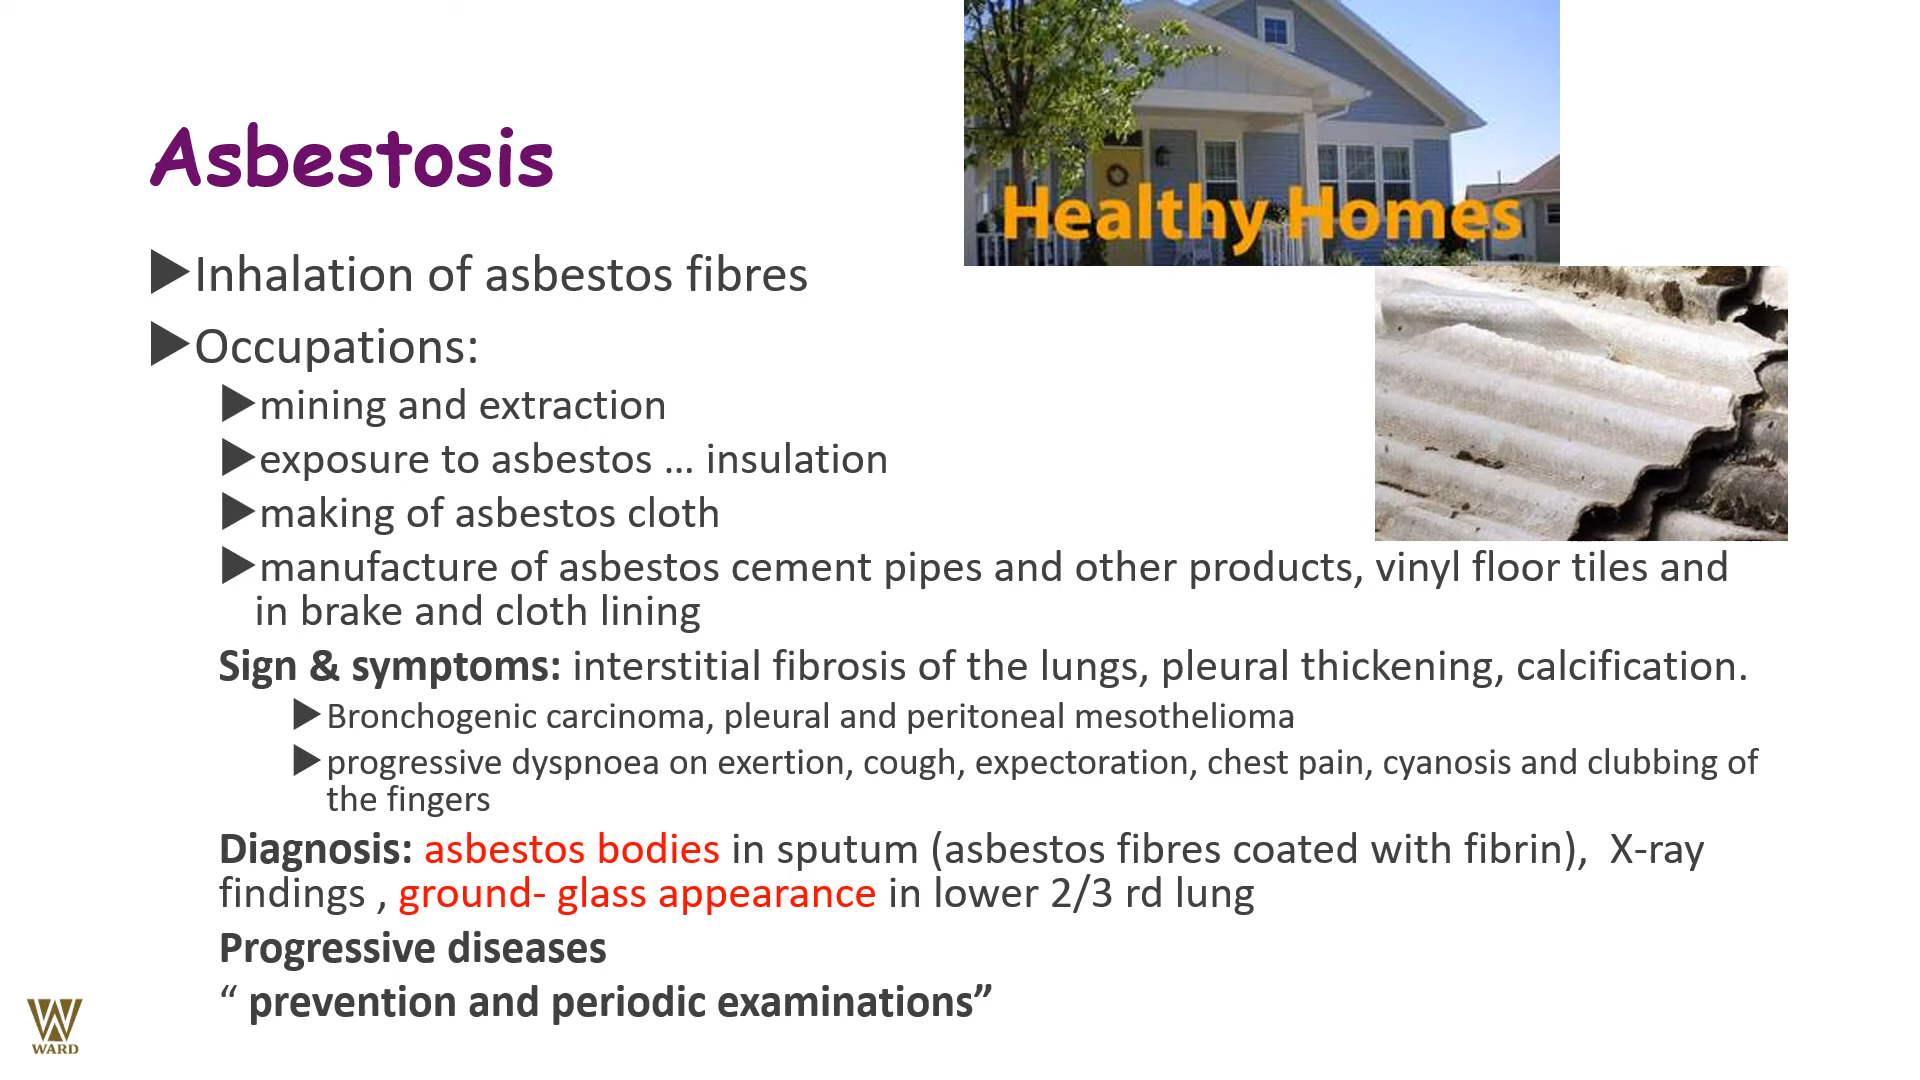 Healthy Homes
Asbestosis
▶Inhalation of asbestos fibres
▶Occupations:
▶mining and extraction
▶exposure to asbestos ... insulation
▶making of asbestos cloth
▶manufacture of asbestos cement pipes and other products, vinyl floor tiles and
in brake and cloth lining
Sign & symptoms: interstitial fibrosis of the lungs, pleural thickening, calcification.
▶Bronchogenic carcinoma, pleural and peritoneal mesothelioma
▶progressive dyspnoea on exertion, cough, expectoration, chest pain, cyanosis and clubbing of
the fingers
Diagnosis: asbestos bodies in sputum (asbestos fibres coated with fibrin), X-ray
findings , ground- glass appearance in lower 2/3 rd lung
Progressive diseases
“ prevention and periodic examinations”
WARD